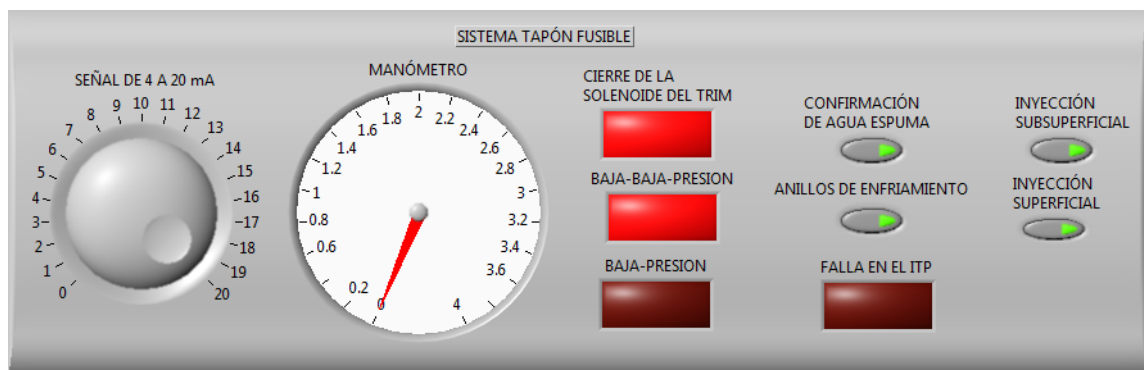 SISTEMA TAPÓN FUSIBLE
SEÑAL DE 4 A 20 mA
0
1
2
3
4
5
6
7
8
9
10
11
12
13
14
15
16
17
18
19
20
MANÓMETRO
0
0.2
0.6
0.8
1
1.2
1.6
1.8
2
2.2
2.4
2.6
2.8
3
3.2
3.4
3.6
4
CIERRE DE LA
SOLENOIDE DEL TRIM
BAJA-BAJA-PRESION
BAJA-PRESION
CONFIRMACIÓN
DE AGUA ESPUMA
ANILLOS DE ENFRIAMIENTO
FALLA EN EL ITP
INYECCIÓN
SUBSUPERFICIAL
INYECCIÓN
SUPERFICIAL